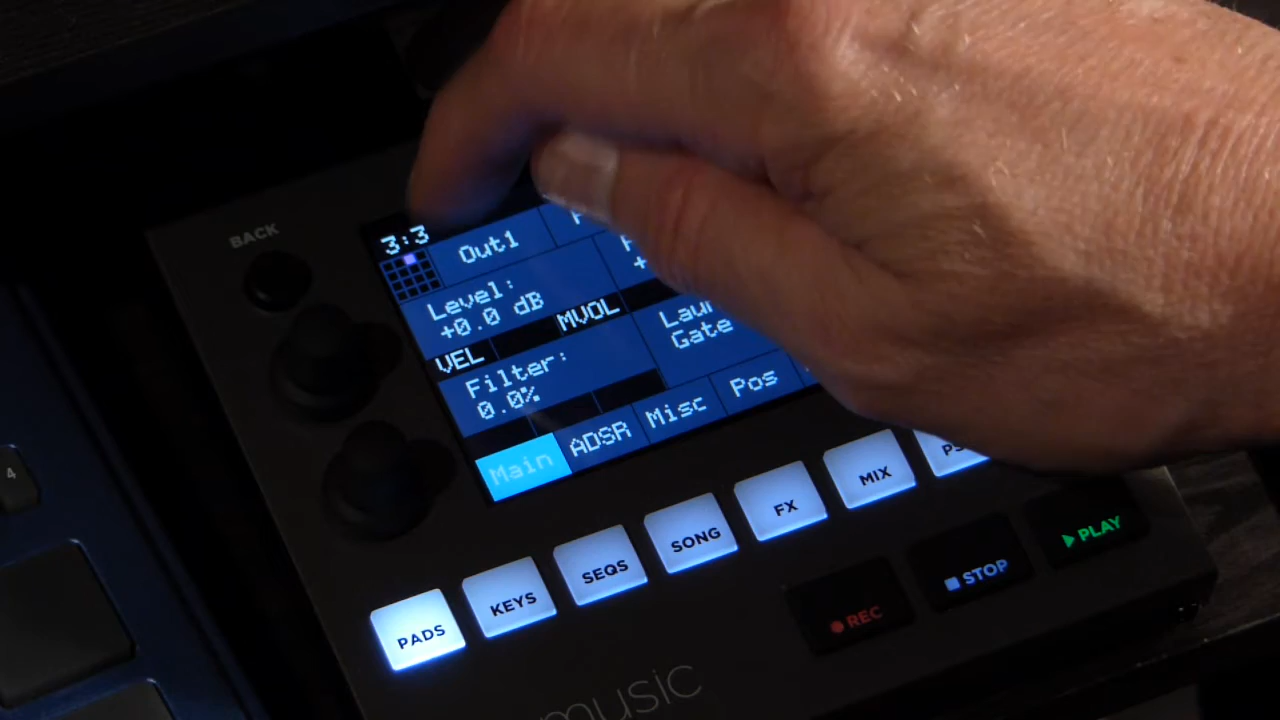 BACK
3:3
Out1
Level:
+0.0 dB
VEL
MVOL
Filter:
0.0%
Gate
Main
ADSR
Misc
Pos
PADS
KEYS
SEQS
SONG
FX
MIX
REC
STOP
PLAY
music
4